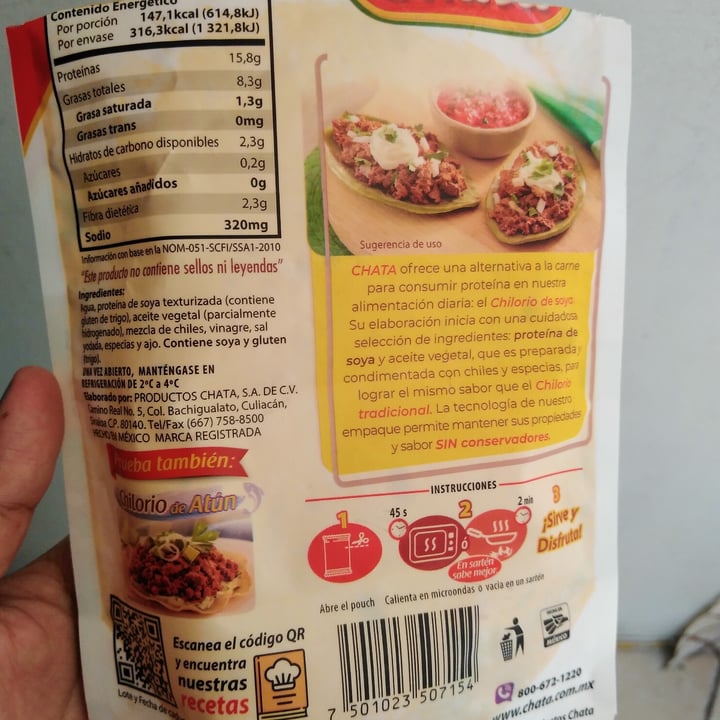 Contenido Energético
Por porción 147,1kcal (614,8kJ)
Por envase 316,3kcal (1 321,8kJ)
Proteínas 15,8g
Grasas totales 8,3g
Grasa saturada 1,3g
Grasas trans 0mg
Hidratos de carbono disponibles 2,3g
Azúcares 0,2g
Azúcares añadidos 0g
Fibra dietética 2,3g
Sodio 320mg
Información con base en la NOM-051-SCFI/SSA1-2010
"Este producto no contiene sellos ni leyendas"
Ingredientes:
Agua, proteína de soya texturizada (contiene
gluten de trigo), aceite vegetal (parcialmente
hidrogenado), mezcla de chiles, vinagre, sal
yodada, especias y ajo. Contiene soya y gluten
(trigo).
UNA VEZ ABIERTO, MANTÉNGASE EN
REFRIGERACIÓN DE 2°C a 4°C
Elaborado por: PRODUCTOS CHATA, S.A. DE C.V.
Camino Real No. 5, Col. Bachigualato, Culiacán,
Sinaloa CP. 80140. Tel/Fax (667) 758-8500
HECHO EN MÉXICO MARCA REGISTRADA
Prueba también:
Chilorio de Atún
Escanea el código QR
y encuentra
nuestras
recetas
Lote y Fecha de
Sugerencia de uso
CHATA ofrece una alternativa a la carne
para consumir proteína en nuestra
alimentación diaria: el Chilorio de soya.
Su elaboración inicia con una cuidadosa
selección de ingredientes: proteína de
soya y aceite vegetal, que es preparada y
condimentada con chiles y especias, para
lograr el mismo sabor que el Chilorio
tradicional. La tecnología de nuestro
empaque permite mantener sus propiedades
y sabor SIN conservadores.
INSTRUCCIONES
1
45 s
2
2 min
3
ó
¡Sirve y
Disfruta!
En sartén
sabe mejor
Abre el pouch Calienta en microondas o vacía en un sartén
7 501023 507154
HECHO EN
MÉXICO
800-672-1220
www.chata.com.mx
Chata